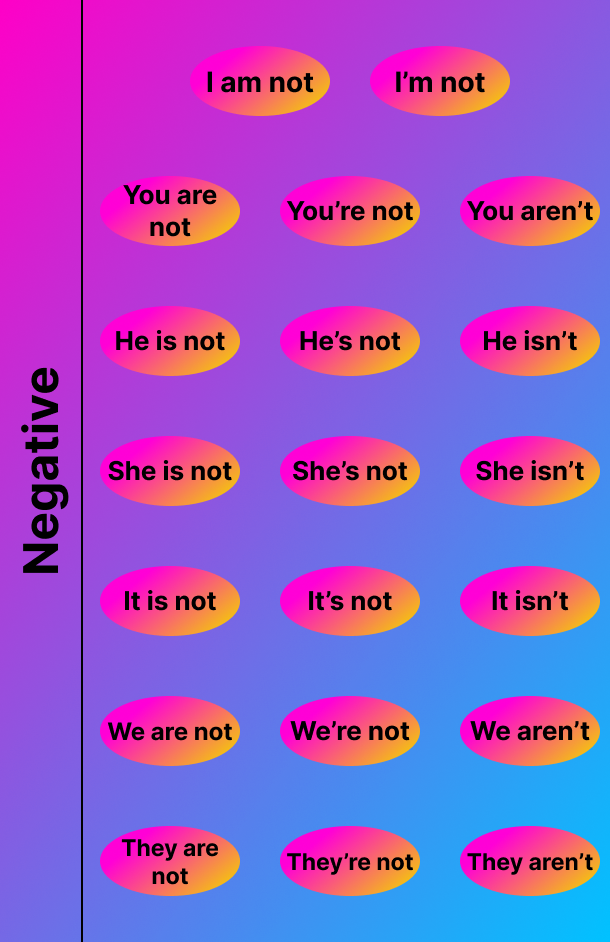 Negative
I am not
I’m not
You are
not
You’re not
You aren’t
He is not
He’s not
He isn’t
She is not
She’s not
She isn’t
It is not
It’s not
It isn’t
We are not
We’re not
We aren’t
They are
not
They’re not
They aren’t